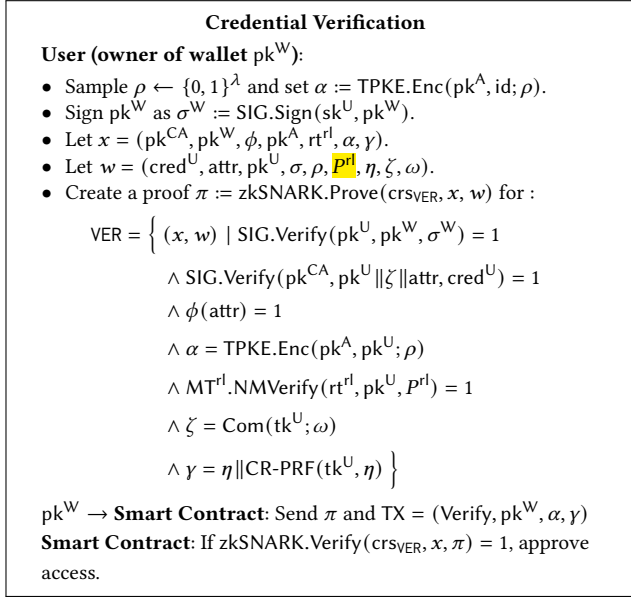 Credential Verification
User (owner of wallet pk^W):
• Sample ρ ← {0, 1}^λ and set α := TPKE.Enc(pk^A, id; ρ).
• Sign pk^W as σ^W := SIG.Sign(sk^U, pk^W).
• Let x = (pk^CA, pk^W, ϕ, pk^A, rt^rl, α, γ).
• Let w = (cred^U, attr, pk^U, σ, ρ, P^rl, η, ζ, ω).
• Create a proof π := zkSNARK.Prove(crs_VER, x, w) for :
VER = { (x, w) | SIG.Verify(pk^U, pk^W, σ^W) = 1
∧ SIG.Verify(pk^CA, pk^U ∥ζ∥attr, cred^U) = 1
∧ ϕ(attr) = 1
∧ α = TPKE.Enc(pk^A, pk^U; ρ)
∧ MT^rl.NMVerify(rt^rl, pk^U, P^rl) = 1
∧ ζ = Com(tk^U; ω)
∧ γ = η∥CR-PRF(tk^U, η) }
pk^W → Smart Contract: Send π and TX = (Verify, pk^W, α, γ)
Smart Contract: If zkSNARK.Verify(crs_VER, x, π) = 1, approve
access.